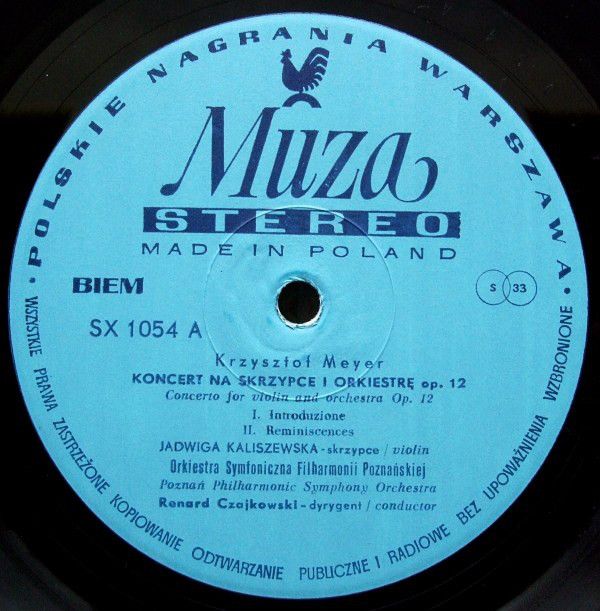 • POLSKIE NAGRANIA WARSZAWA •
Muza
STEREO
MADE IN POLAND
BIEM
S 33
SX 1054 A
Krzysztof Meyer
KONCERT NA SKRZYPCE I ORKIESTRĘ op. 12
Concerto for violin and orchestra Op. 12
I. Introduzione
II. Reminiscences
JADWIGA KALISZEWSKA - skrzypce / violin
Orkiestra Symfoniczna Filharmonii Poznańskiej
Poznań Philharmonic Symphony Orchestra
Renard Czajkowski - dyrygent / conductor
WSZYSTKIE PRAWA ZASTRZEŻONE KOPIOWANIE ODTWARZANIE PUBLICZNE I RADIOWE BEZ UPOWAŻNIENIA WZBRONIONE